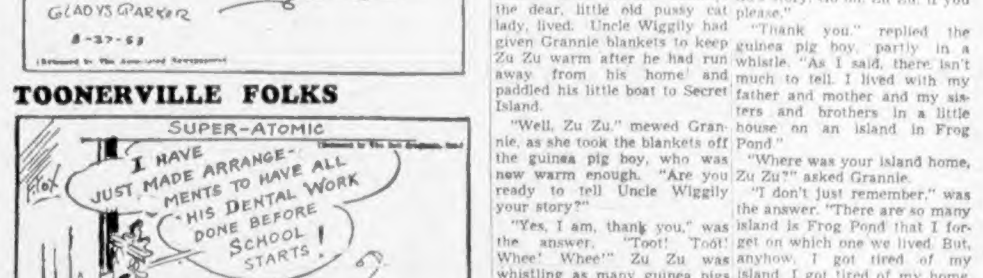 GLADYS PARKER
8-27-53
TOONERVILLE FOLKS
SUPER-ATOMIC
I HAVE
JUST MADE ARRANGE-
MENTS TO HAVE ALL
HIS DENTAL WORK
DONE BEFORE
SCHOOL
STARTS!
the dear, little old pussy cat
lady, lived. Uncle Wiggily had
given Grannie blankets to keep
Zu Zu warm after he had run
away from his home and
paddled his little boat to Secret
Island.
"Well, Zu Zu," mewed Gran-
nie, as she took the blankets off
the guinea pig boy, who was
now warm enough. "Are you
ready to tell Uncle Wiggily
your story?"
"Yes, I am, thank you," was
the answer. "Toot! Toot!
Whee! Whee!" Zu Zu was
whistling as many guinea pigs
if you
please."
"Thank you," replied the
guinea pig boy, partly in a
whistle. "As I said, there isn't
much to tell. I lived with my
father and mother and my sis-
ters and brothers in a little
house on an island in Frog
Pond."
"Where was your island home,
Zu Zu?" asked Grannie.
"I don't just remember," was
the answer. "There are so many
island is Frog Pond that I for-
get on which one we lived. But,
anyhow, I got tired of my
island. I got tired of my home